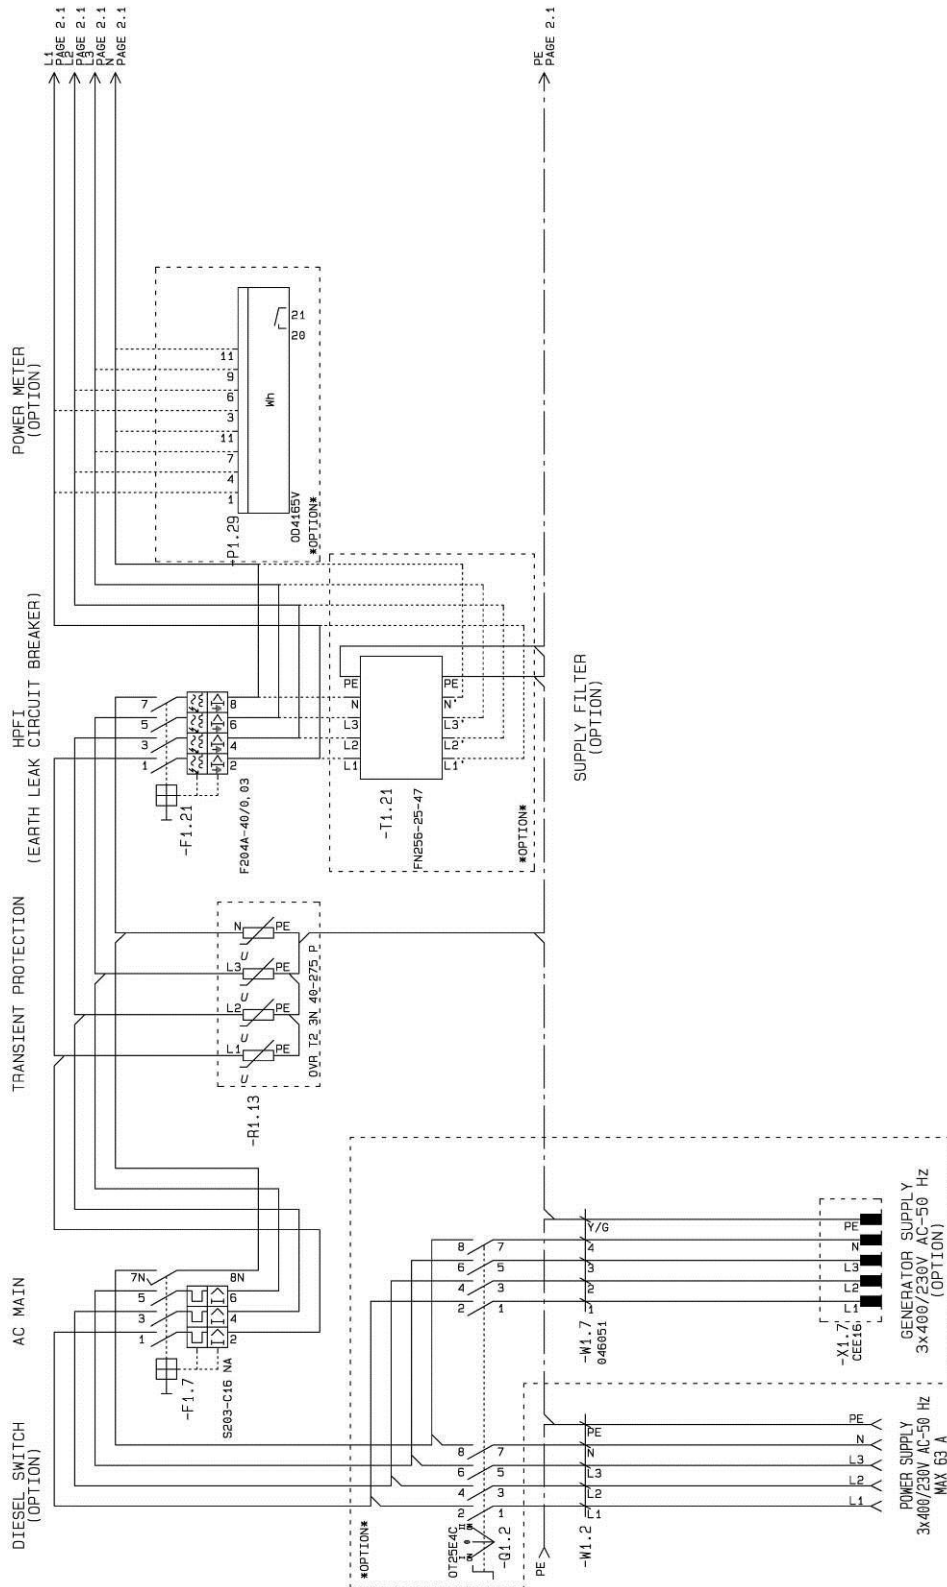 DIESEL SWITCH
(OPTION)
AC MAIN
TRANSIENT PROTECTION
HPFI
(EARTH LEAK CIRCUIT BREAKER)
POWER METER
(OPTION)
L1
PAGE 2.1
L2
PAGE 2.1
L3
PAGE 2.1
N
PAGE 2.1
1
3
5
7N
2
4
6
8N
-F1.7
S203-C16 NA
L1
L2
L3
N
U
U
U
U
PE
PE
PE
PE
-R1.13
OVR T2 3N 40-275 P
1
3
5
7
2
4
6
8
-F1.21
F204A-40/0,03
1
4
7
11
3
6
9
11
Wh
20
21
-P1.29
OD4165V
*OPTION*
L1
L2
L3
N
PE
L1'
L2'
L3'
N'
PE
-T1.21
FN256-25-47
*OPTION*
SUPPLY FILTER
(OPTION)
PE
PAGE 2.1
*OPTION*
OT25E4C
I
0
II
ON
ON
-Q1.2
2
4
6
8
1
3
5
7
2
4
6
8
1
3
5
7
PE
-W1.2
L1
L2
L3
N
PE
-W1.7
046051
1
2
3
4
Y/G
L1
L2
L3
N
PE
-X1.7
CEE16
GENERATOR SUPPLY
3x400/230V AC-50 Hz
(OPTION)
L1
L2
L3
N
PE
POWER SUPPLY
3x400/230V AC-50 Hz
MAX 63 A